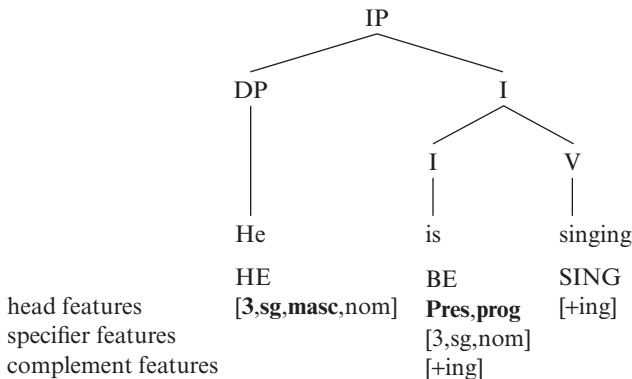 IP
DP I
I V
He is singing
HE BE SING
head features [3,sg,masc,nom] Pres,prog [+ing]
specifier features [3,sg,nom]
complement features [+ing]